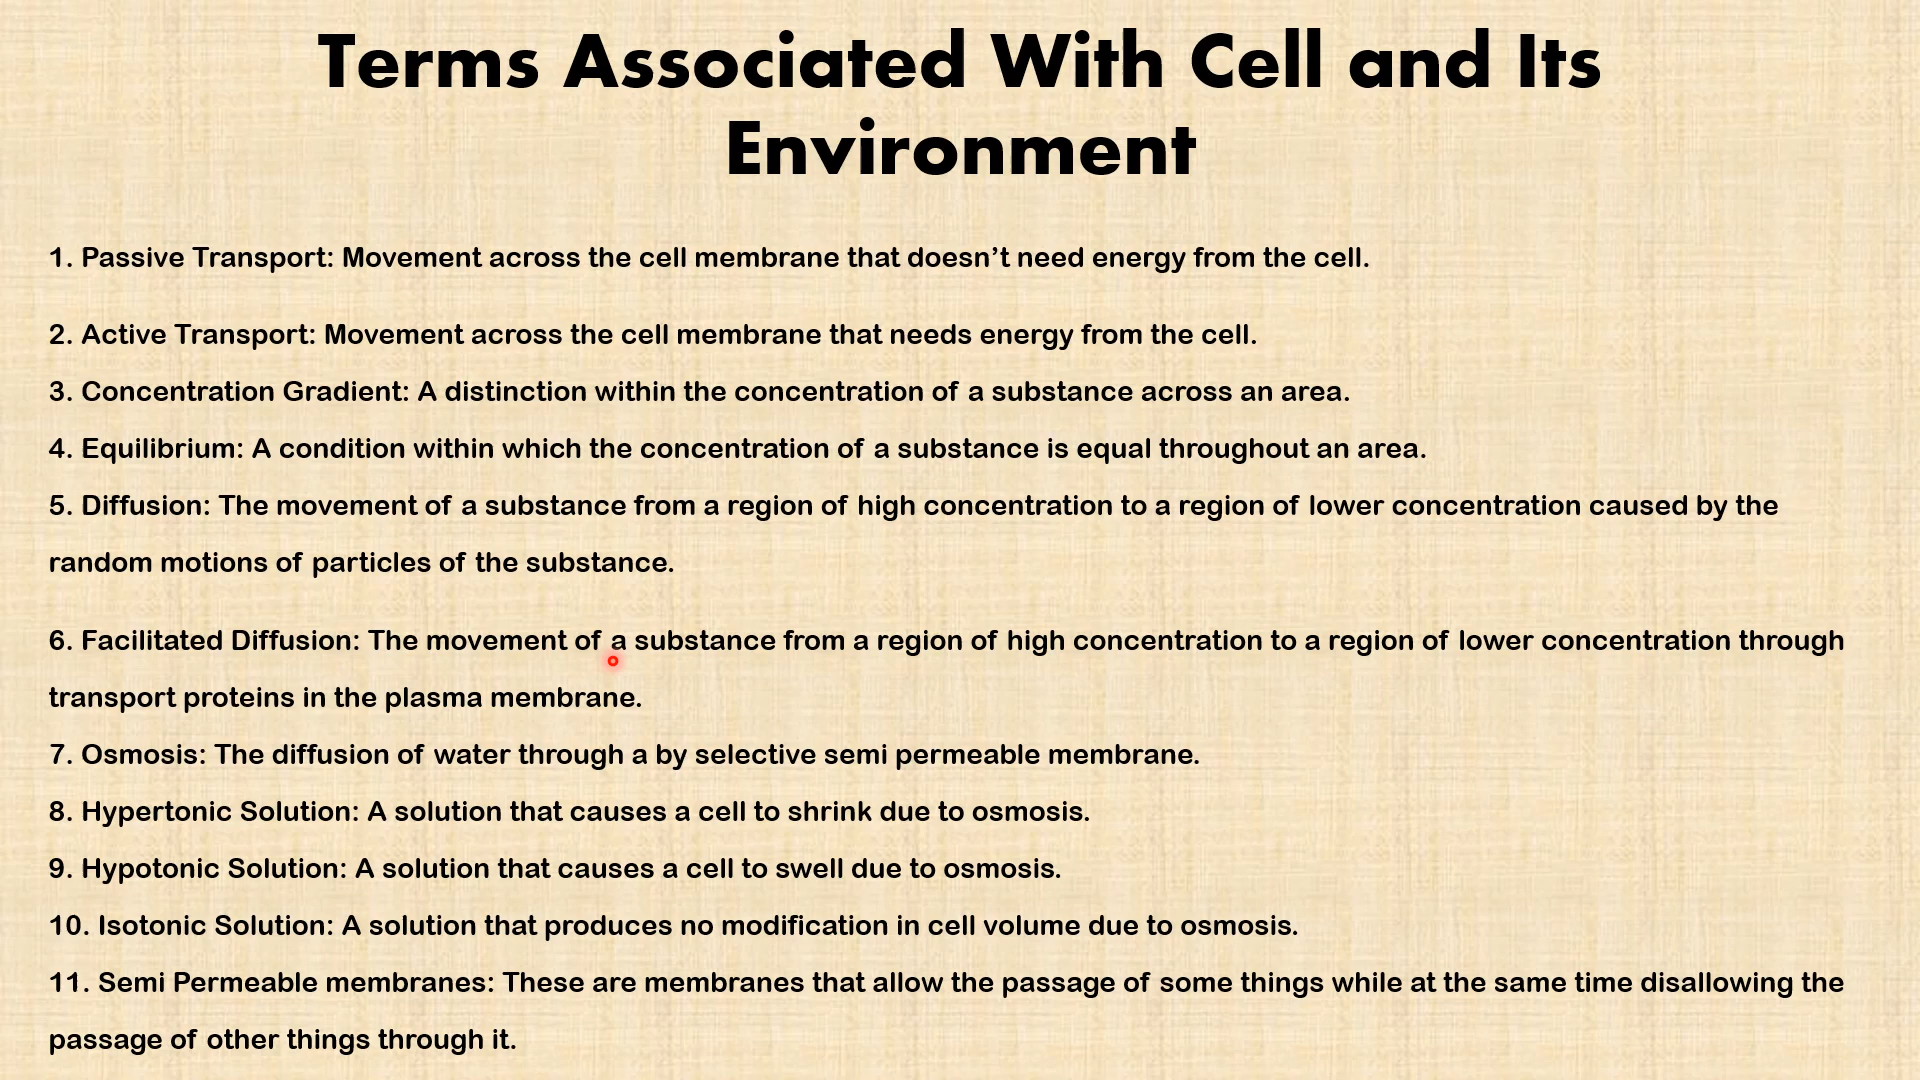 Terms Associated With Cell and Its
Environment
1. Passive Transport: Movement across the cell membrane that doesn’t need energy from the cell.
2. Active Transport: Movement across the cell membrane that needs energy from the cell.
3. Concentration Gradient: A distinction within the concentration of a substance across an area.
4. Equilibrium: A condition within which the concentration of a substance is equal throughout an area.
5. Diffusion: The movement of a substance from a region of high concentration to a region of lower concentration caused by the
random motions of particles of the substance.
6. Facilitated Diffusion: The movement of a substance from a region of high concentration to a region of lower concentration through
transport proteins in the plasma membrane.
7. Osmosis: The diffusion of water through a by selective semi permeable membrane.
8. Hypertonic Solution: A solution that causes a cell to shrink due to osmosis.
9. Hypotonic Solution: A solution that causes a cell to swell due to osmosis.
10. Isotonic Solution: A solution that produces no modification in cell volume due to osmosis.
11. Semi Permeable membranes: These are membranes that allow the passage of some things while at the same time disallowing the
passage of other things through it.